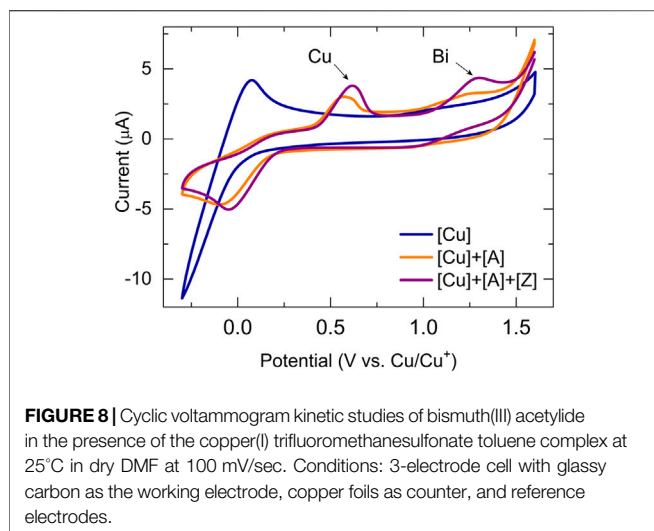 Cu
Bi
5
0
-5
-10
Current (μA)
[Cu]
[Cu]+[A]
[Cu]+[A]+[Z]
0.0 0.5 1.0 1.5
Potential (V vs. Cu/Cu⁺)
FIGURE 8 | Cyclic voltammogram kinetic studies of bismuth(III) acetylide
in the presence of the copper(I) trifluoromethanesulfonate toluene complex at
25°C in dry DMF at 100 mV/sec. Conditions: 3-electrode cell with glassy
carbon as the working electrode, copper foils as counter, and reference
electrodes.